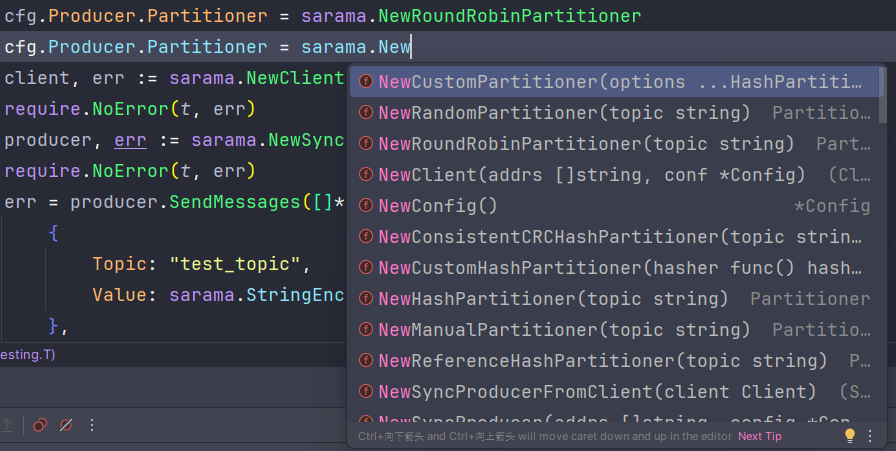 cfg.Producer.Partitioner = sarama.NewRoundRobinPartitioner
cfg.Producer.Partitioner = sarama.New
client, err := sarama.NewClient
require.NoError(t, err)
producer, err := sarama.NewSync
require.NoError(t, err)
err = producer.SendMessages([]*
{
Topic: "test_topic",
Value: sarama.StringEnc
},
esting.T)
NewCustomPartitioner(options ...HashPartiti…
NewRandomPartitioner(topic string) Partitio…
NewRoundRobinPartitioner(topic string) Part…
NewClient(addrs []string, conf *Config) (Cl…
NewConfig() *Config
NewConsistentCRCHashPartitioner(topic strin…
NewCustomHashPartitioner(hasher func() hash…
NewHashPartitioner(topic string) Partitioner
NewManualPartitioner(topic string) Partitio…
NewReferenceHashPartitioner(topic string) P…
NewSyncProducerFromClient(client Client) (S…
NewSyncProducer(addrs []string, config *Con…
Ctrl+向下箭头 and Ctrl+向上箭头 will move caret down and up in the editor Next Tip